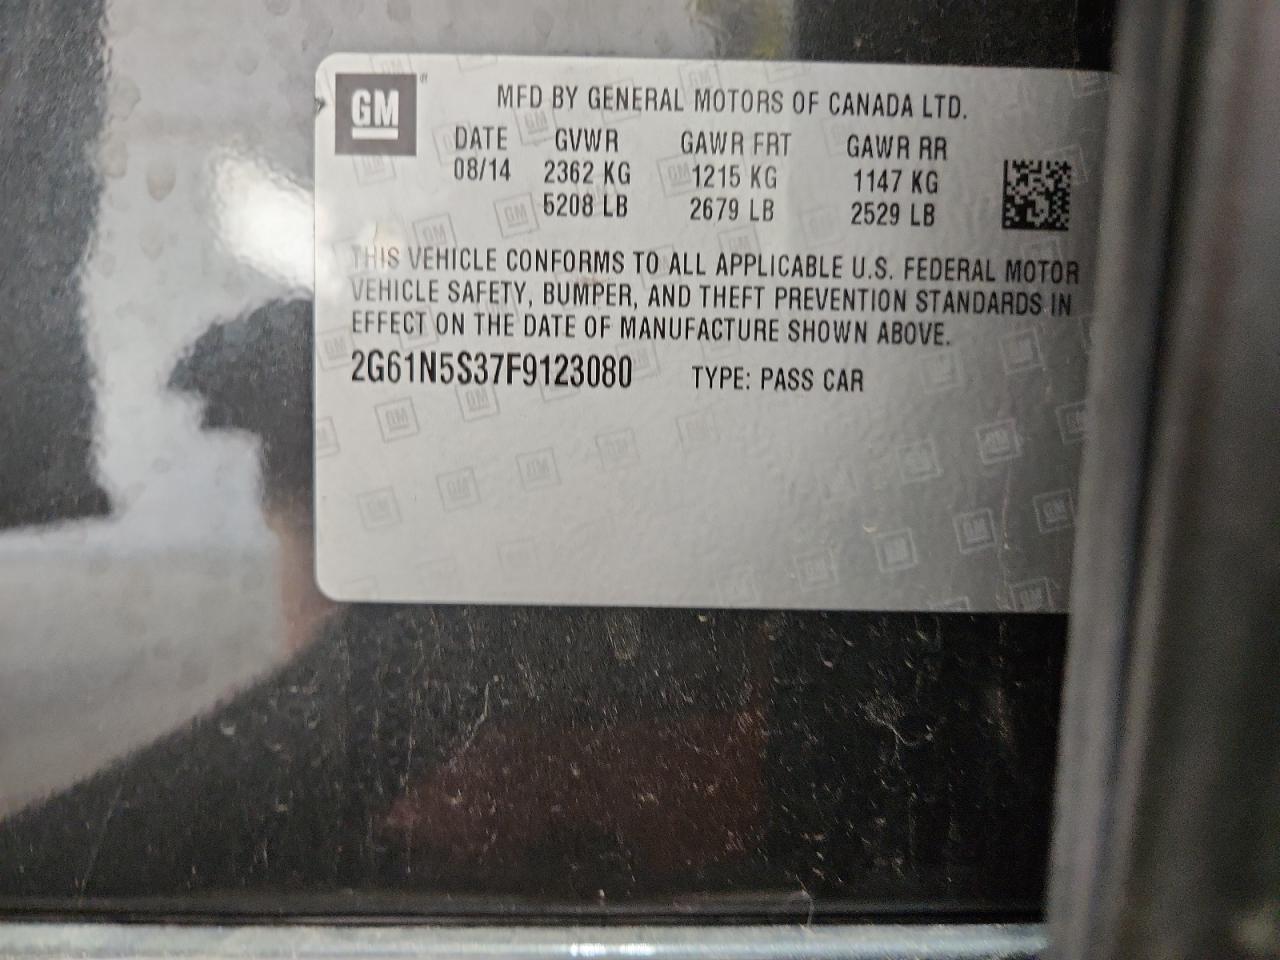 GM
MFD BY GENERAL MOTORS OF CANADA LTD.
DATE GVWR GAWR FRT GAWR RR
08/14 2362 KG 1215 KG 1147 KG
5208 LB 2679 LB 2529 LB
THIS VEHICLE CONFORMS TO ALL APPLICABLE U.S. FEDERAL MOTOR
VEHICLE SAFETY, BUMPER, AND THEFT PREVENTION STANDARDS IN
EFFECT ON THE DATE OF MANUFACTURE SHOWN ABOVE.
2G61N5S37F9123080 TYPE: PASS CAR